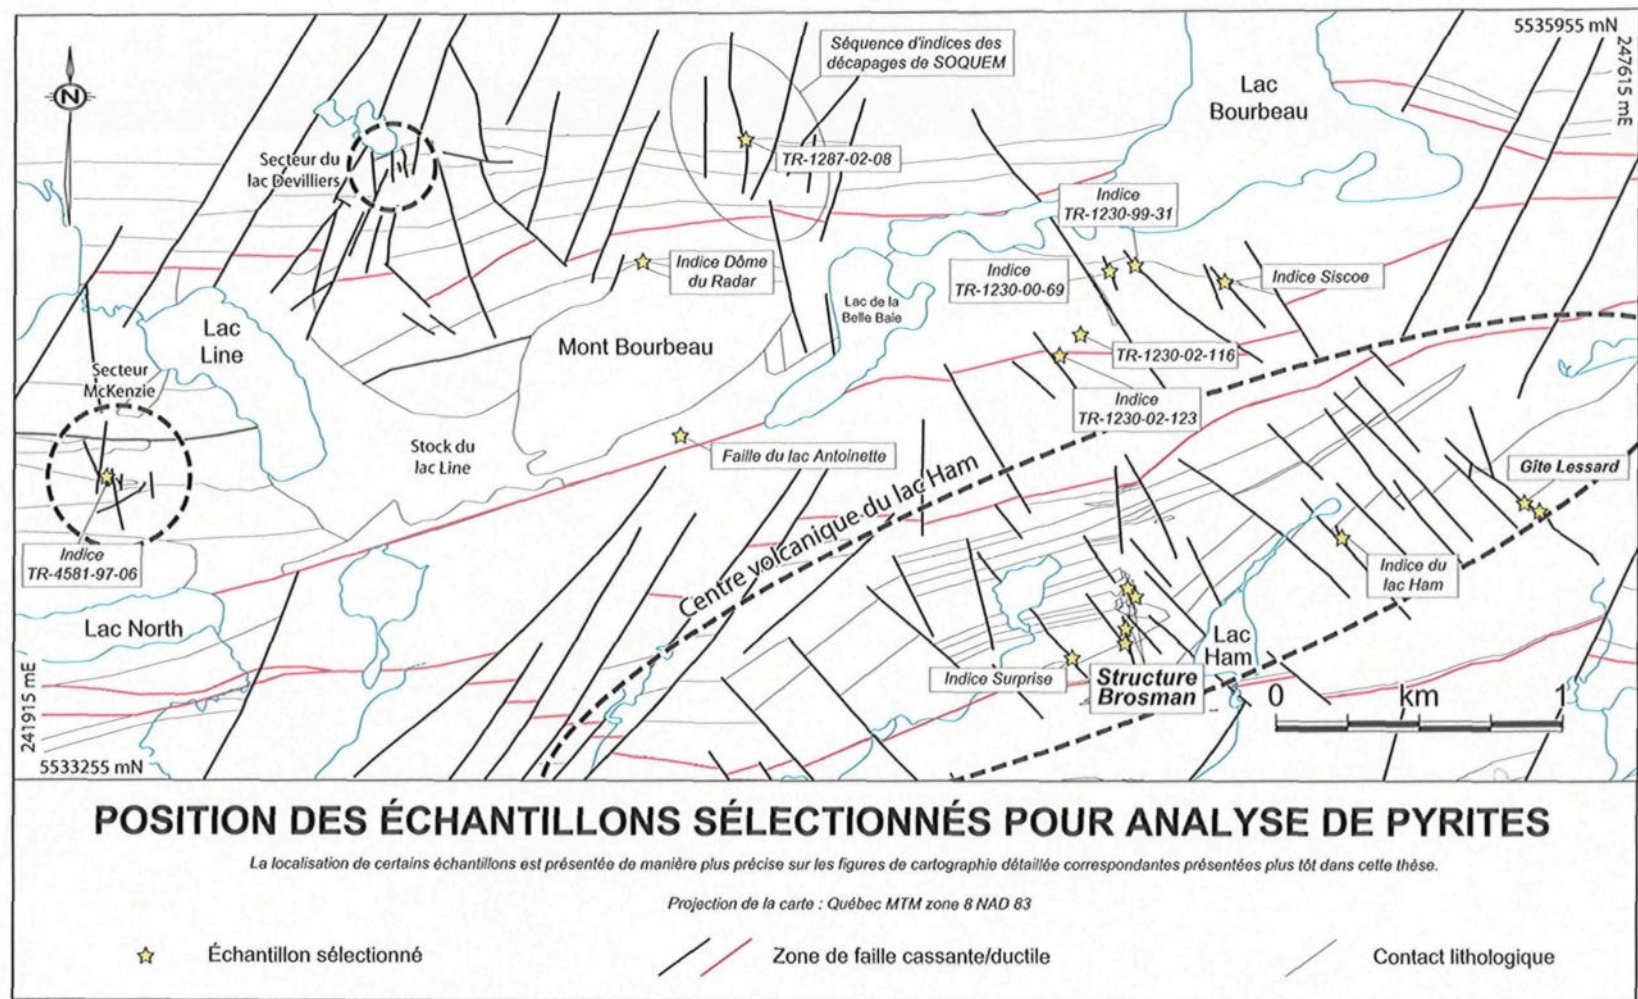 5535955 mN
247615 mE
Séquence d'indices des
décapages de SOQUEM
N
Lac
Bourbeau
Secteur du
lac Devilliers
TR-1287-02-08
Indice
TR-1230-99-31
Indice Dôme
du Radar
Indice
TR-1230-00-69
Indice Siscoe
Lac de la
Belle Baie
Lac
Line
Mont Bourbeau
TR-1230-02-116
Secteur
McKenzie
Indice
TR-1230-02-123
Stock du
lac Line
Faille du lac Antoinette
Gîte Lessard
Centre volcanique du lac Ham
Indice
TR-4581-97-06
Indice du
lac Ham
Lac North
Lac
Ham
Indice Surprise
Structure
Brosman
0 km 1
241915 mE
5533255 mN
POSITION DES ÉCHANTILLONS SÉLECTIONNÉS POUR ANALYSE DE PYRITES
La localisation de certains échantillons est présentée de manière plus précise sur les figures de cartographie détaillée correspondantes présentées plus tôt dans cette thèse.
Projection de la carte : Québec MTM zone 8 NAD 83
Échantillon sélectionné
Zone de faille cassante/ductile
Contact lithologique